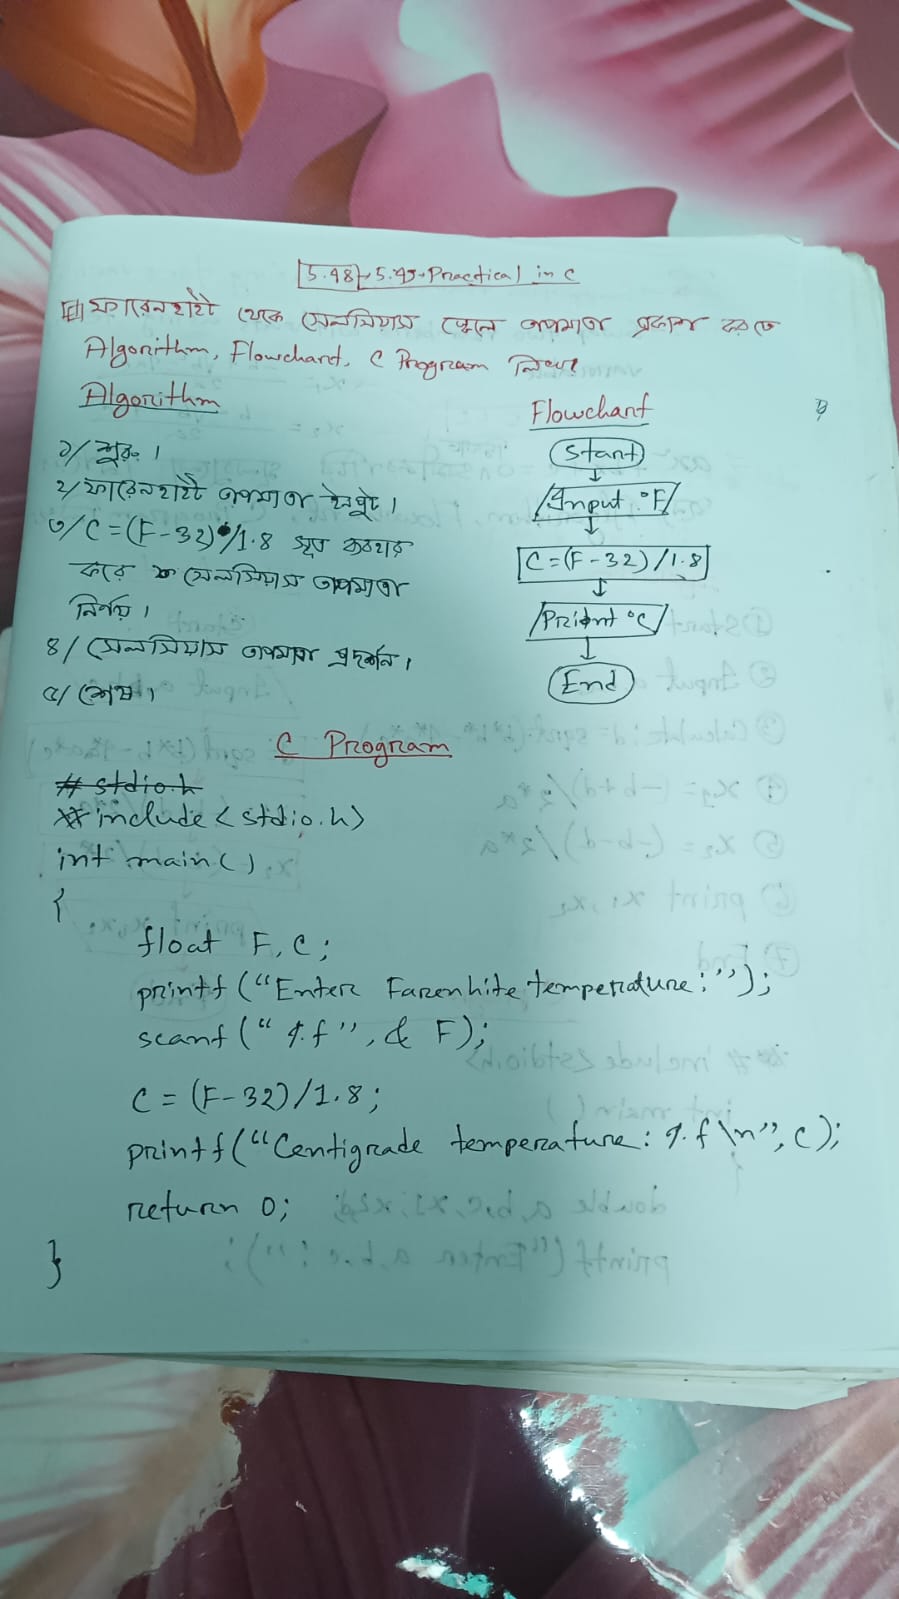 5.48→5.49→Practical in C
ফারেনহাইট থেকে সেলসিয়াস স্কেলে তাপমাত্রা প্রকাশ করতে
Algorithm, Flowchart, C Program লিখ।
Algorithm
১/ শুরু।
২/ ফারেনহাইট তাপমাত্রা ইনপুট।
৩/ C=(F-32)/1.8 সূত্র ব্যবহার
করে সেলসিয়াস তাপমাত্রা
নির্ণয়।
৪/ সেলসিয়াস তাপমাত্রা প্রদর্শন।
৫/ শেষ।
Flowchart
Start
Input °F
C=(F-32)/1.8
Print °C
End
C Program
# stdio.h
#include<stdio.h>
int main()
{
float F, C;
printf("Enter Farenhite temperature:");
scanf("%f", & F);
C = (F-32)/1.8;
printf("Centigrade temperature: %f\n", C);
return 0;
}